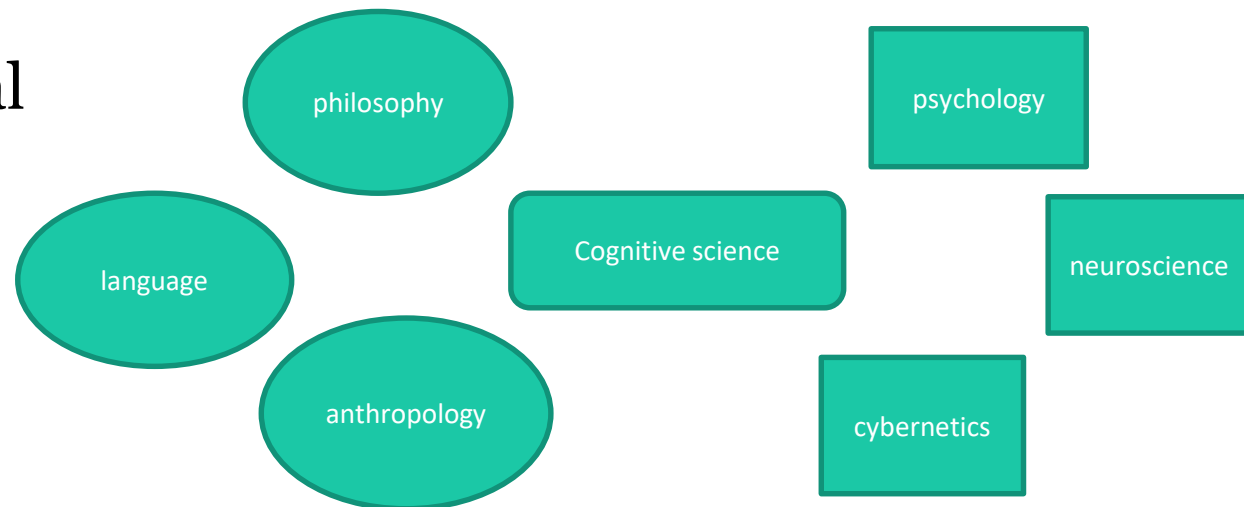 philosophy
psychology
Cognitive science
language
neuroscience
anthropology
cybernetics